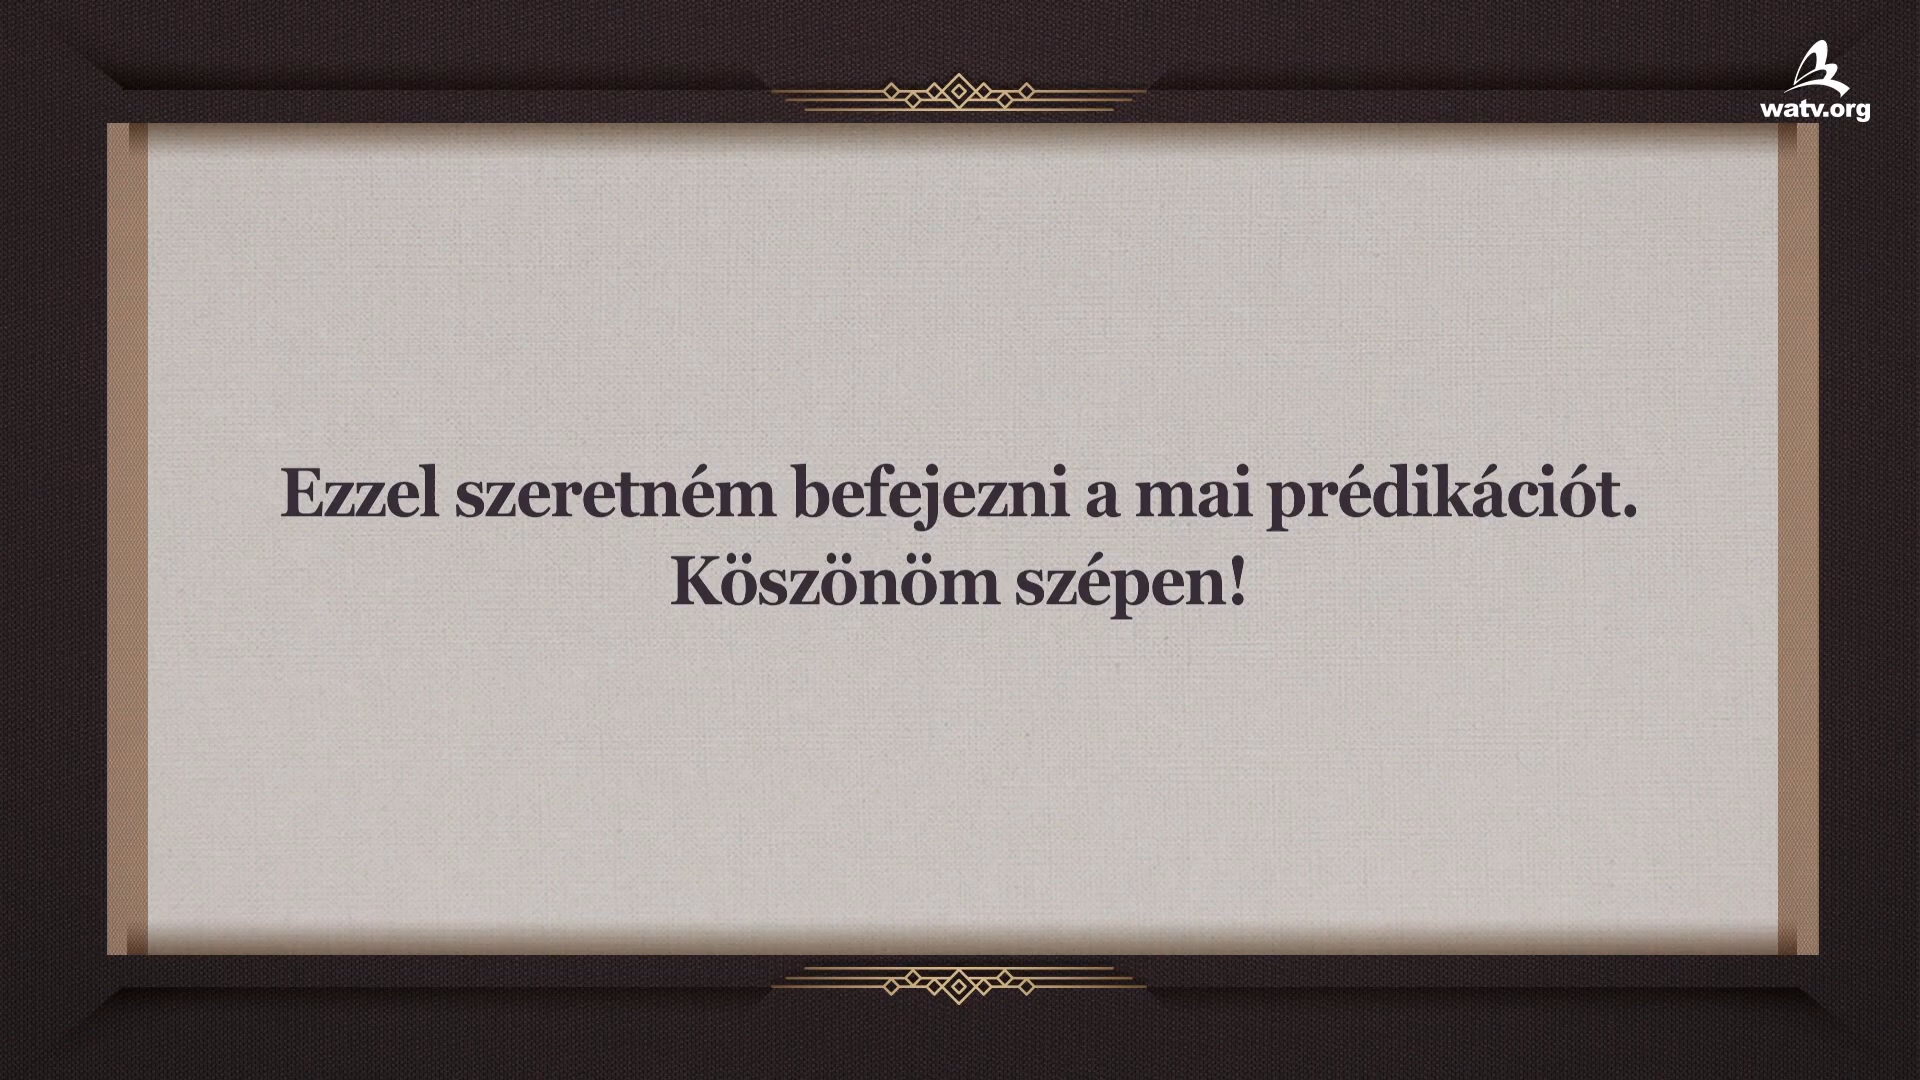 watv.org
Ezzel szeretném befejezni a mai prédikációt.
Köszönöm szépen!